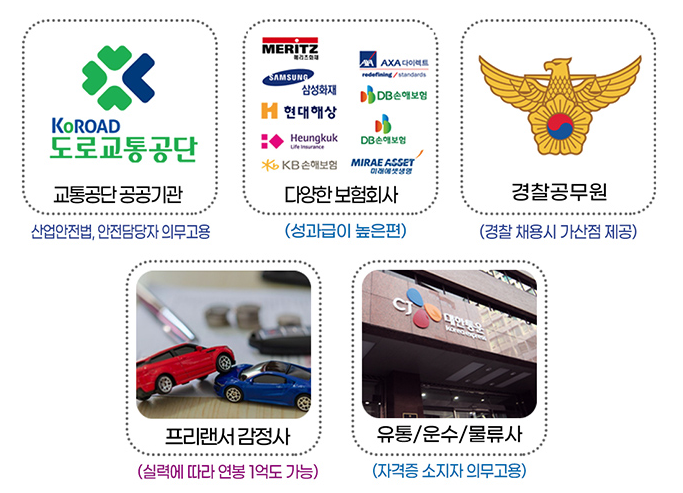 KoROAD
도로교통공단
교통공단 공공기관
산업안전법, 안전담당자 의무고용
MERITZ
메리츠화재
SAMSUNG
삼성화재
현대해상
Heungkuk
Life Insurance
KB손해보험
AXA 다이렉트
redefining / standards
DB손해보험
DB손해보험
MIRAE ASSET
미래에셋생명
다양한 보험회사
(성과급이 높은편)
경찰공무원
(경찰 채용시 가산점 제공)
프리랜서 감정사
(실력에 따라 연봉 1억도 가능)
CJ 대한통운
Korea express
유통/운수/물류사
(자격증 소지자 의무고용)